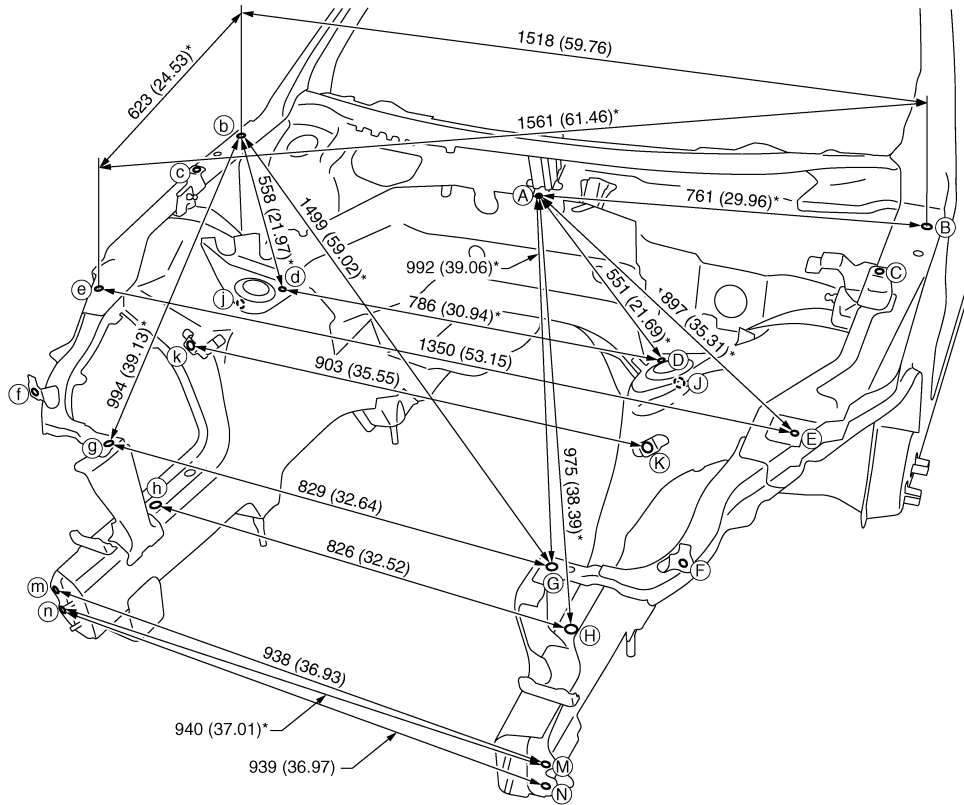 1518 (59.76)
623 (24.53)*
1561 (61.46)*
b
c
A
761 (29.96)*
B
558 (21.97)*
1499 (59.02)*
992 (39.06)*
C
d
e
j
551 (21.69)*
897 (35.31)*
786 (30.94)*
1350 (53.15)
k
903 (35.55)
D
J
994 (39.13)*
f
E
g
K
975 (38.39)*
h
829 (32.64)
826 (32.52)
F
G
m
n
H
938 (36.93)
940 (37.01)*
939 (36.97)
M
N